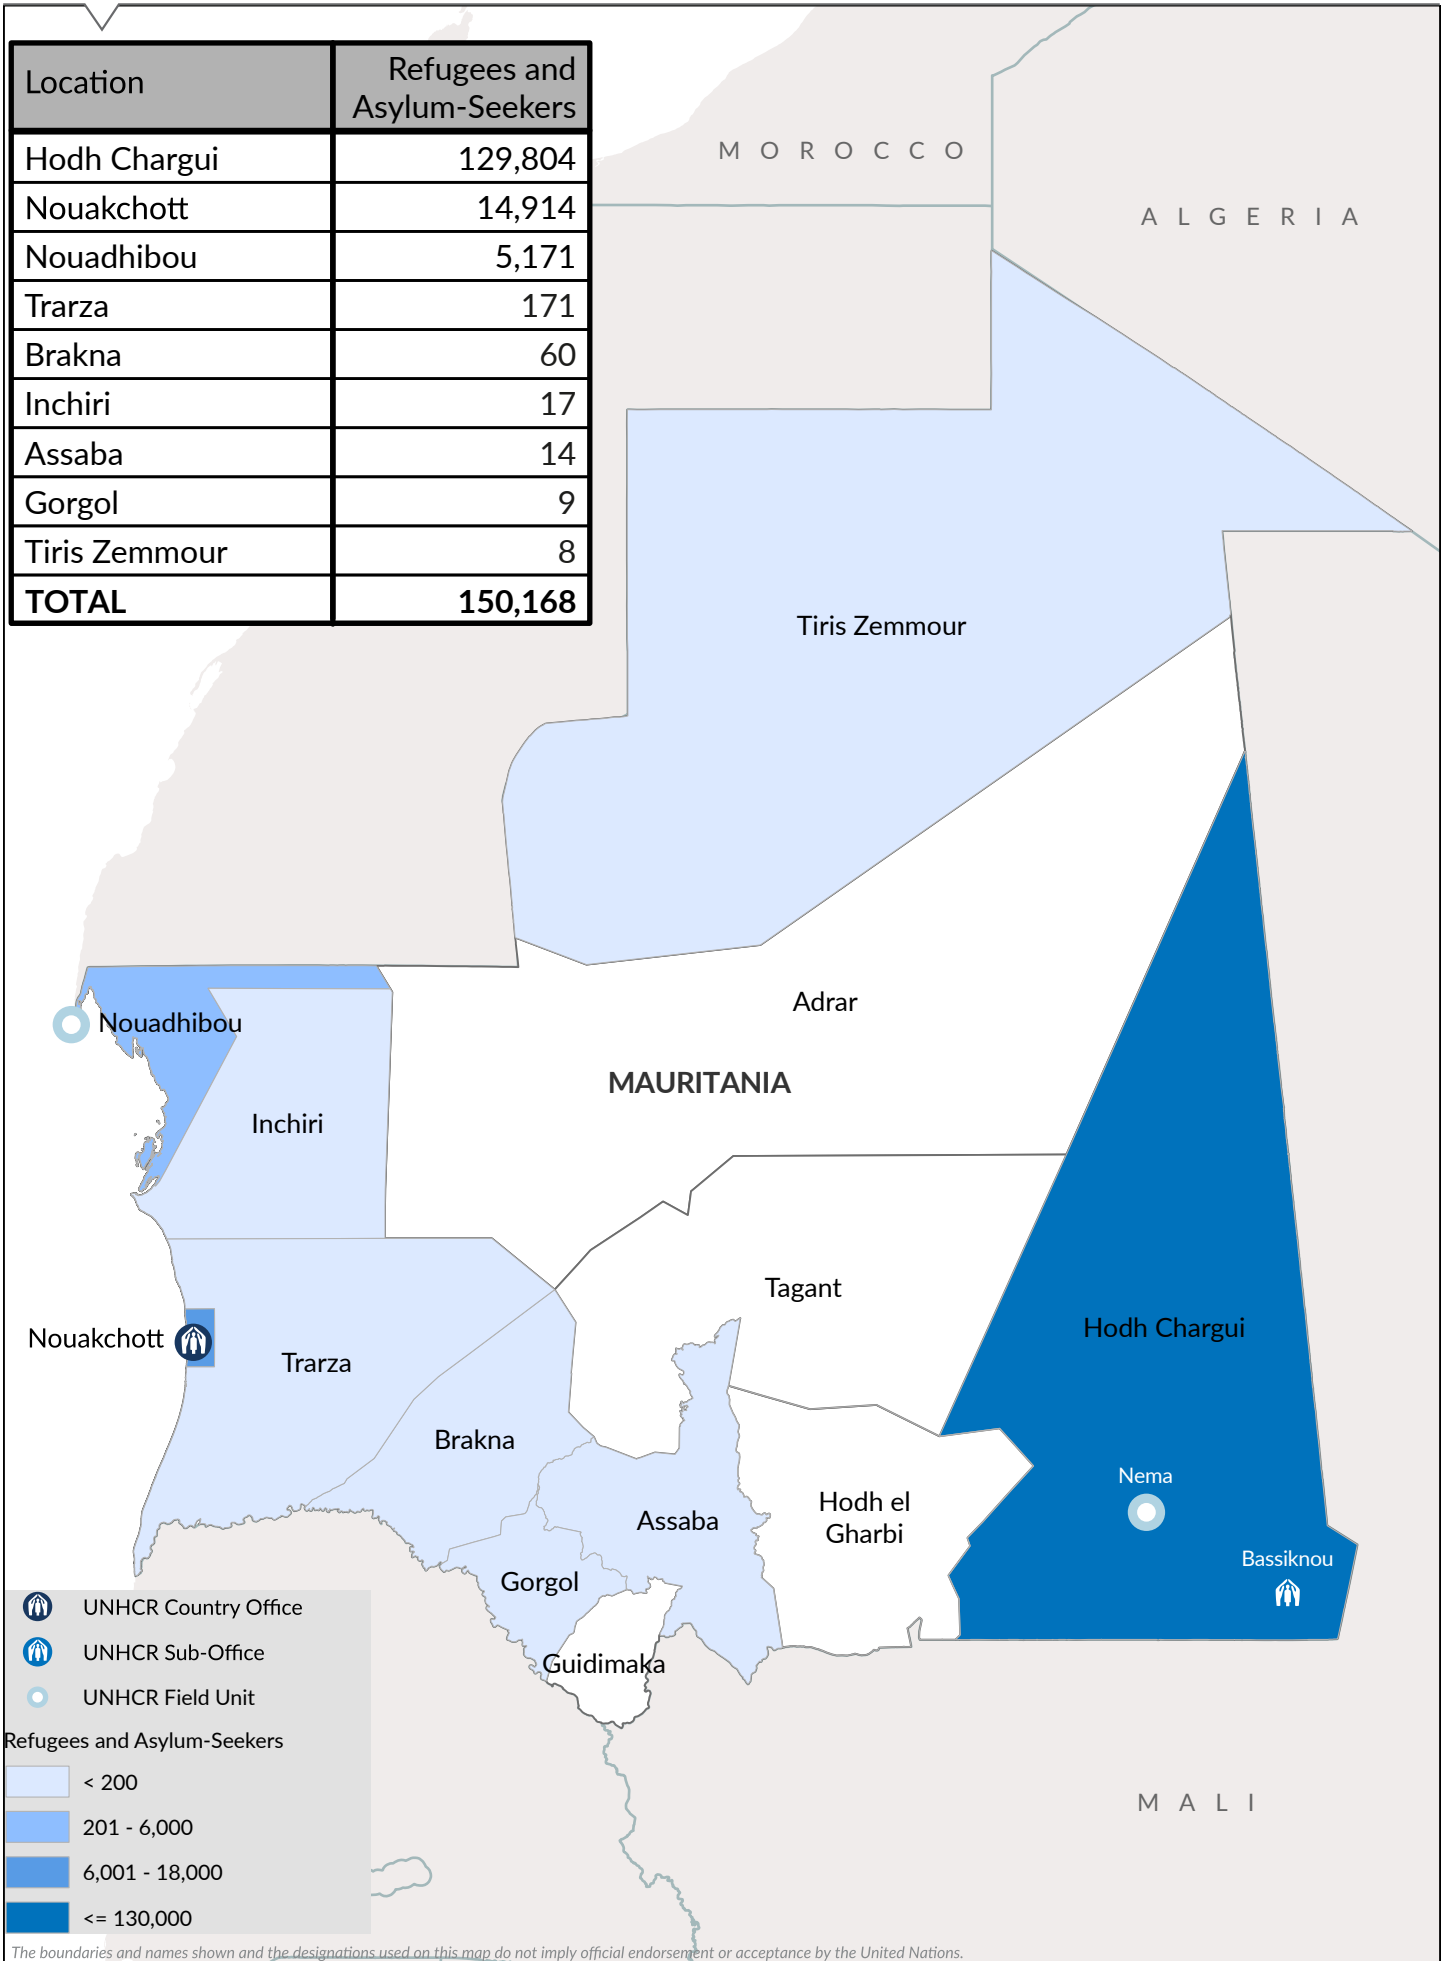 Location
Refugees and
Asylum-Seekers
Hodh Chargui 129,804
Nouakchott 14,914
Nouadhibou 5,171
Trarza 171
Brakna 60
Inchiri 17
Assaba 14
Gorgol 9
Tiris Zemmour 8
TOTAL 150,168
MOROCCO
ALGERIA
Tiris Zemmour
Adrar
Nouadhibou
MAURITANIA
Inchiri
Tagant
Hodh Chargui
Nouakchott
Trarza
Brakna
Nema
Hodh el
Gharbi
Assaba
Bassiknou
Gorgol
Guidimaka
MALI
UNHCR Country Office
UNHCR Sub-Office
UNHCR Field Unit
Refugees and Asylum-Seekers
< 200
201 - 6,000
6,001 - 18,000
<= 130,000
The boundaries and names shown and the designations used on this map do not imply official endorsement or acceptance by the United Nations.